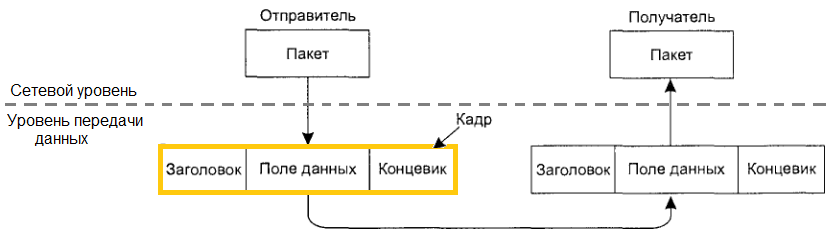 Отправитель
Получатель
Пакет
Пакет
Сетевой уровень
Уровень передачи
данных
Кадр
Заголовок Поле данных Концевик
Заголовок Поле данных Концевик